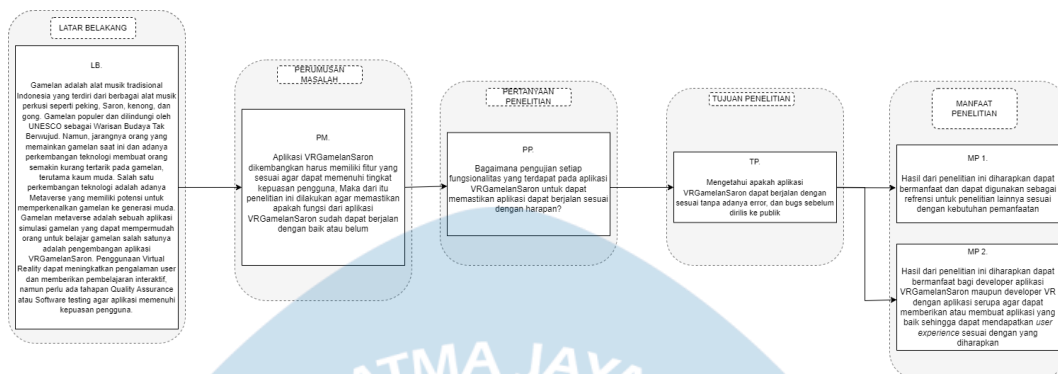 LATAR BELAKANG
LB.
Gamelan adalah alat musik tradisional
Indonesia yang terdiri dari berbagai alat musik
perkusi seperti peking, Saron, kenong, dan
gong. Gamelan populer dan dilindungi oleh
UNESCO sebagai Warisan Budaya Tak
Berwujud. Namun, jarangnya orang yang
memainkan gamelan saat ini dan adanya
perkembangan teknologi membuat orang
semakin kurang tertarik pada gamelan,
terutama kaum muda. Salah satu
perkembangan teknologi adalah adanya
Metaverse yang memiliki potensi untuk
memperkenalkan gamelan ke generasi muda.
Gamelan metaverse adalah sebuah aplikasi
simulasi gamelan yang dapat mempermudah
orang untuk belajar gamelan salah satunya
adalah pengembangan aplikasi
VRGamelanSaron. Penggunaan Virtual
Reality dapat meningkatkan pengalaman user
dan memberikan pembelajaran interaktif,
namun perlu ada tahapan Quality Assurance
atau Software testing agar aplikasi memenuhi
kepuasan pengguna.
PERUMUSAN
MASALAH
PM.
Aplikasi VRGamelanSaron
dikembangkan harus memiliki fitur yang
sesuai agar dapat memenuhi tingkat
kepuasan pengguna, Maka dari itu
penelitian ini dilakukan agar memastikan
apakah fungsi dari aplikasi
VRGamelanSaron sudah dapat berjalan
dengan baik atau belum
PERTANYAAN
PENELITIAN
PP.
Bagaimana pengujian setiap
fungsionalitas yang terdapat pada aplikasi
VRGamelanSaron untuk dapat
memastikan aplikasi dapat berjalan sesuai
dengan harapan?
TUJUAN PENELITIAN
TP.
Mengetahui apakah aplikasi
VRGamelanSaron dapat berjalan dengan
sesuai tanpa adanya error, dan bugs sebelum
dirilis ke publik
MANFAAT
PENELITIAN
MP 1.
Hasil dari penelitian ini diharapkan dapat
bermanfaat dan dapat digunakan sebagai
refrensi untuk penelitian lainnya sesuai
dengan kebutuhan pemanfaatan
MP 2.
Hasil dari penelitian ini diharapkan dapat
bermanfaat bagi developer aplikasi
VRGamelanSaron maupun developer VR
dengan aplikasi serupa agar dapat
memberikan atau membuat aplikasi yang
baik sehingga dapat mendapatkan user
experience sesuai dengan yang
diharapkan
ATMA JAYA